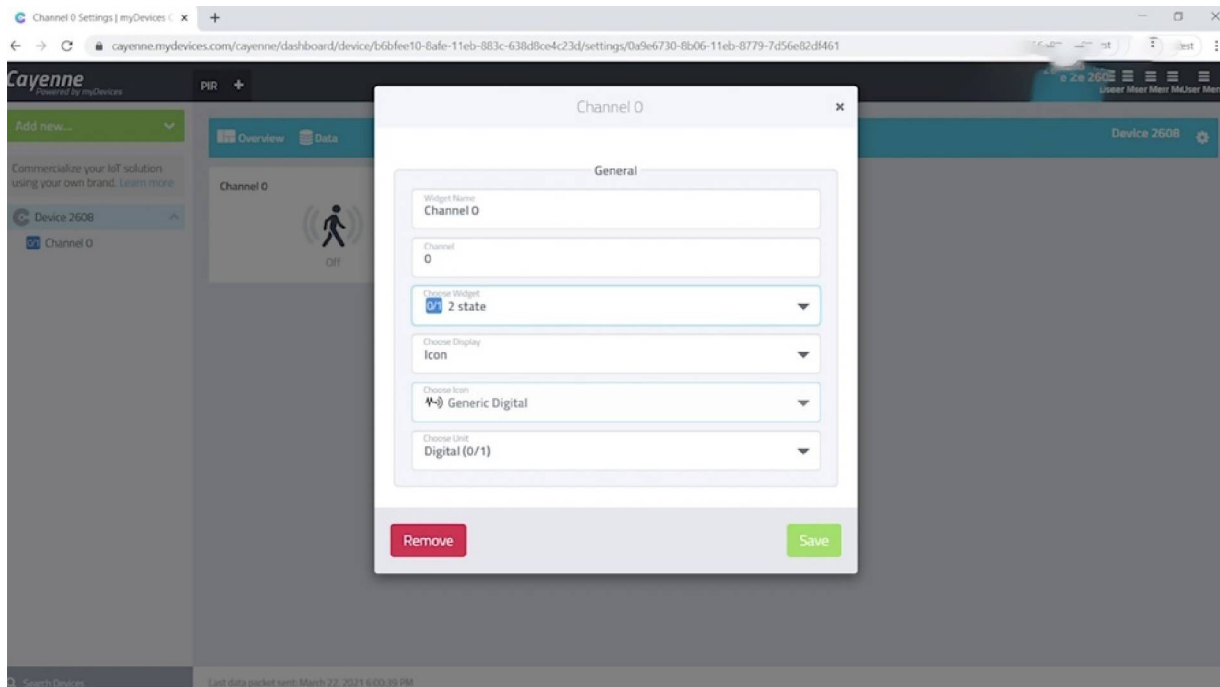 Channel 0 Settings | myDevices C
cayenne.mydevices.com/cayenne/dashboard/device/b6bfee10-8afe-11eb-883c-638d8ce4c23d/settings/0a9e6730-8b06-11eb-8779-7d56e82df461
Cayenne
Powered by myDevices
PIR
Add new...
Overview
Data
Device 2608
Commercialize your IoT solution
using your own brand. Learn more
Device 2608
0/1 Channel 0
Channel 0
Off
Channel 0
General
Widget Name
Channel 0
Channel
0
Choose Widget
0/1 2 state
Choose Display
Icon
Choose Icon
Generic Digital
Choose Unit
Digital (0/1)
Remove
Save
Search Devices
Last data packet sent: March 22, 2021 6:00:39 PM